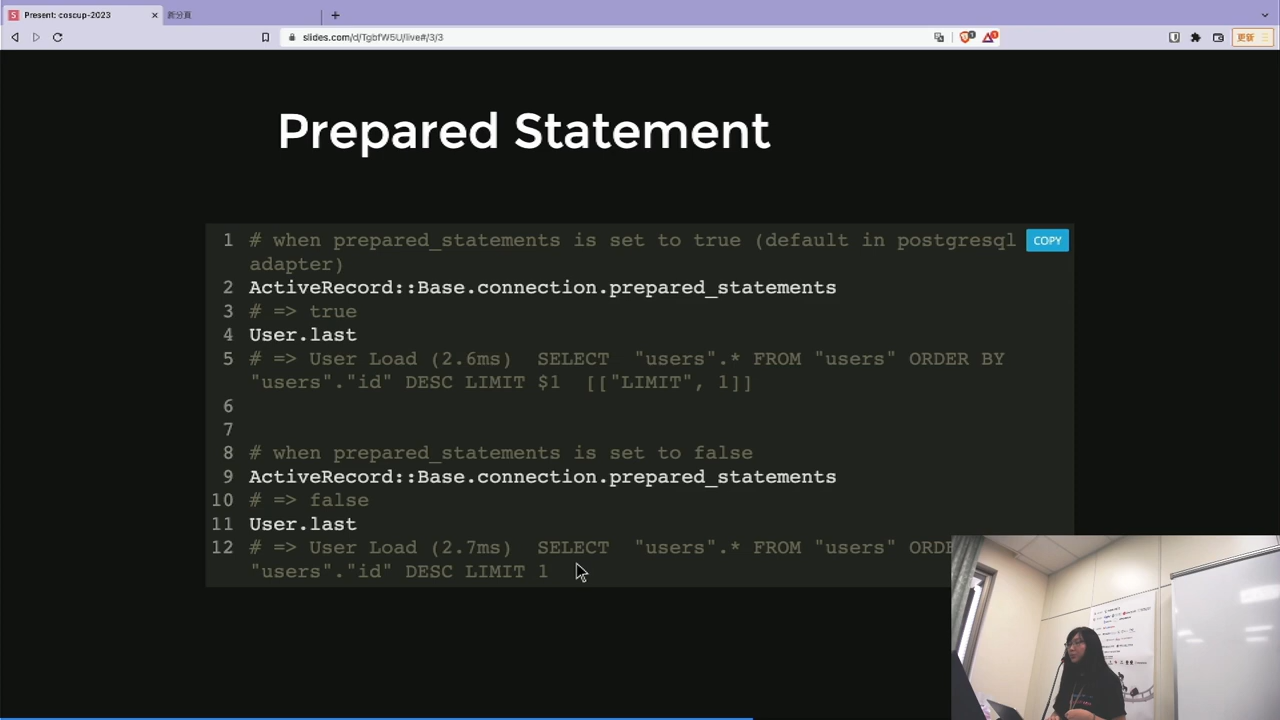 Present: coscup-2023
新分頁
slides.com/d/TgbfW5U/live#/3/3
更新
Prepared Statement
COPY
1 # when prepared_statements is set to true (default in postgresql
adapter)
2 ActiveRecord::Base.connection.prepared_statements
3 # => true
4 User.last
5 # => User Load (2.6ms)  SELECT  "users".* FROM "users" ORDER BY
"users"."id" DESC LIMIT $1  [["LIMIT", 1]]
6
7
8 # when prepared_statements is set to false
9 ActiveRecord::Base.connection.prepared_statements
10 # => false
11 User.last
12 # => User Load (2.7ms)  SELECT  "users".* FROM "users"
"users"."id" DESC LIMIT 1